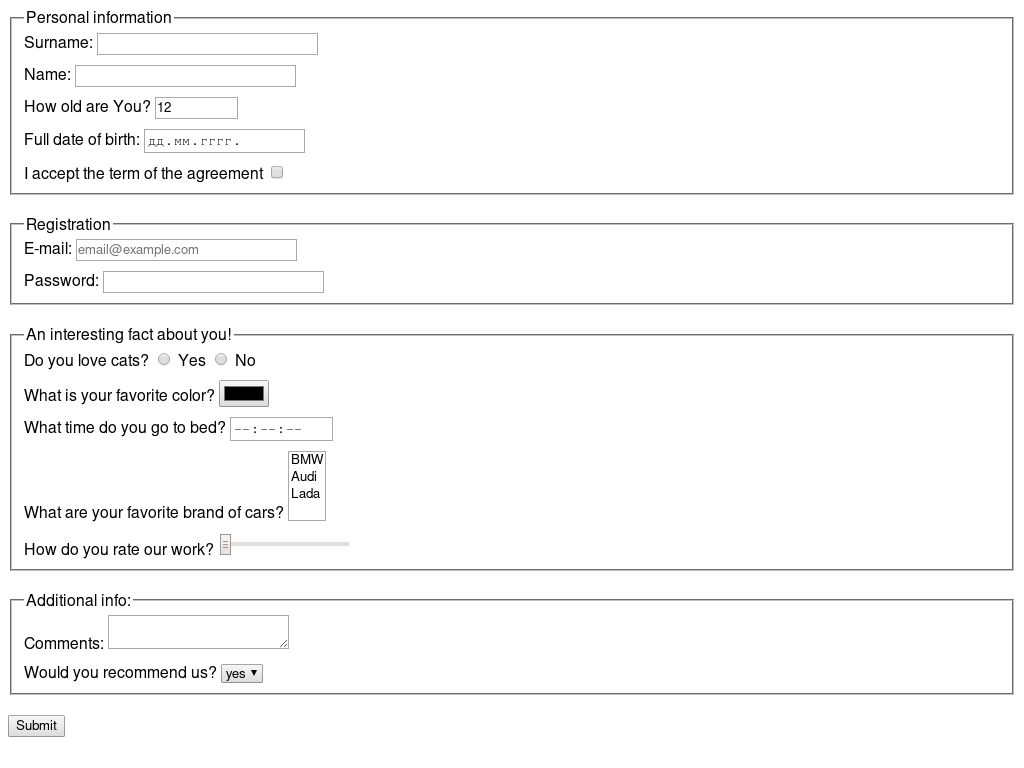 Personal information
Surname:
Name:
How old are You? 12
Full date of birth: дд.мм.гггг.
I accept the term of the agreement
Registration
E-mail: email@example.com
Password:
An interesting fact about you!
Do you love cats? Yes No
What is your favorite color?
What time do you go to bed? --:--:--
BMW
Audi
Lada
What are your favorite brand of cars?
How do you rate our work?
Additional info:
Comments:
Would you recommend us? yes
Submit